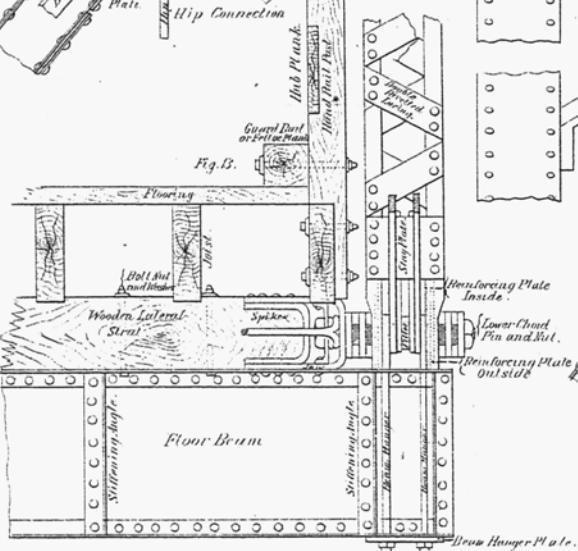 Plate.
Hip Connection
Hub Plank
Hand Rail Post
Double
Riveted
Lacing.
Guard Rail
or Felloe Plank
Fig. 13.
Flooring
Stay Plate
Joist
Bolt Nut
and Washer
Reinforcing Plate
Inside.
Wooden Lateral
Strut
Spikes
Filler
Lower Chord
Pin and Nut.
Jaw
Reinforcing Plate
Outside
Stiffening Angle.
Floor Beam
Stiffening Angle
Beam Hanger
Beam Hanger
Beam Hanger Plate.